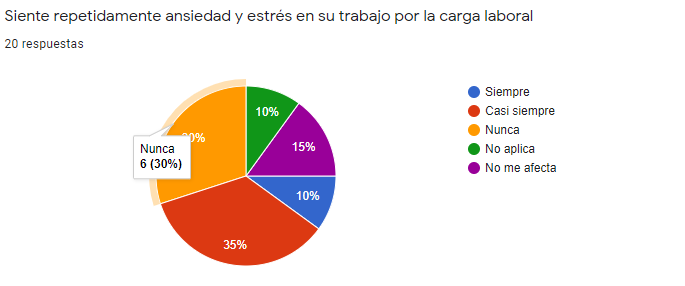 Siente repetidamente ansiedad y estrés en su trabajo por la carga laboral
20 respuestas
Siempre
Casi siempre
Nunca
No aplica
No me afecta
10%
15%
10%
35%
Nunca
6 (30%)